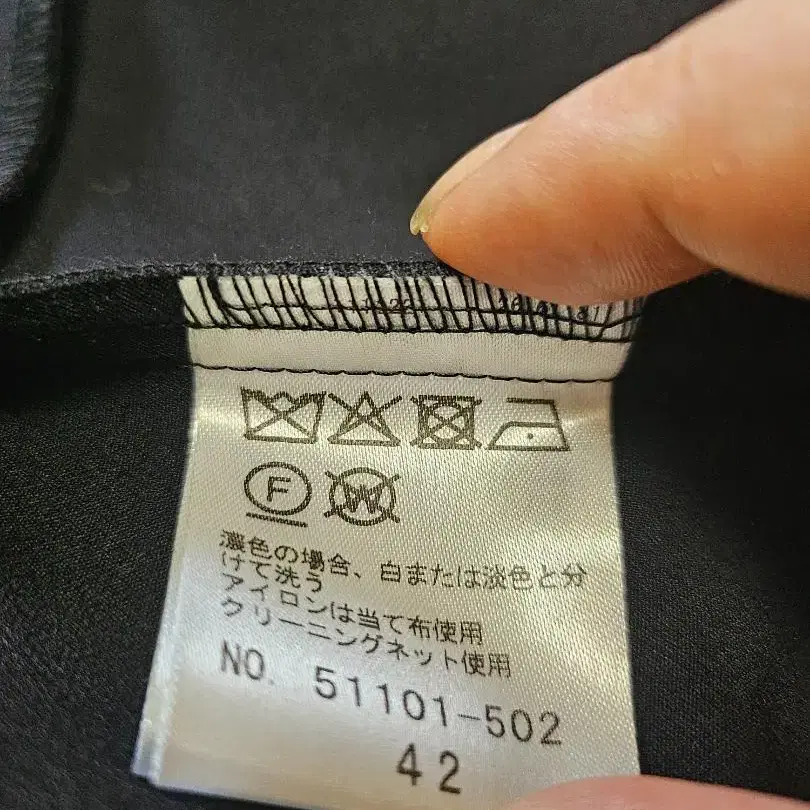 F
W
濃色の場合、白または淡色と分
けて洗う
アイロンは当て布使用
クリーニングネット使用
NO. 51101-502
42